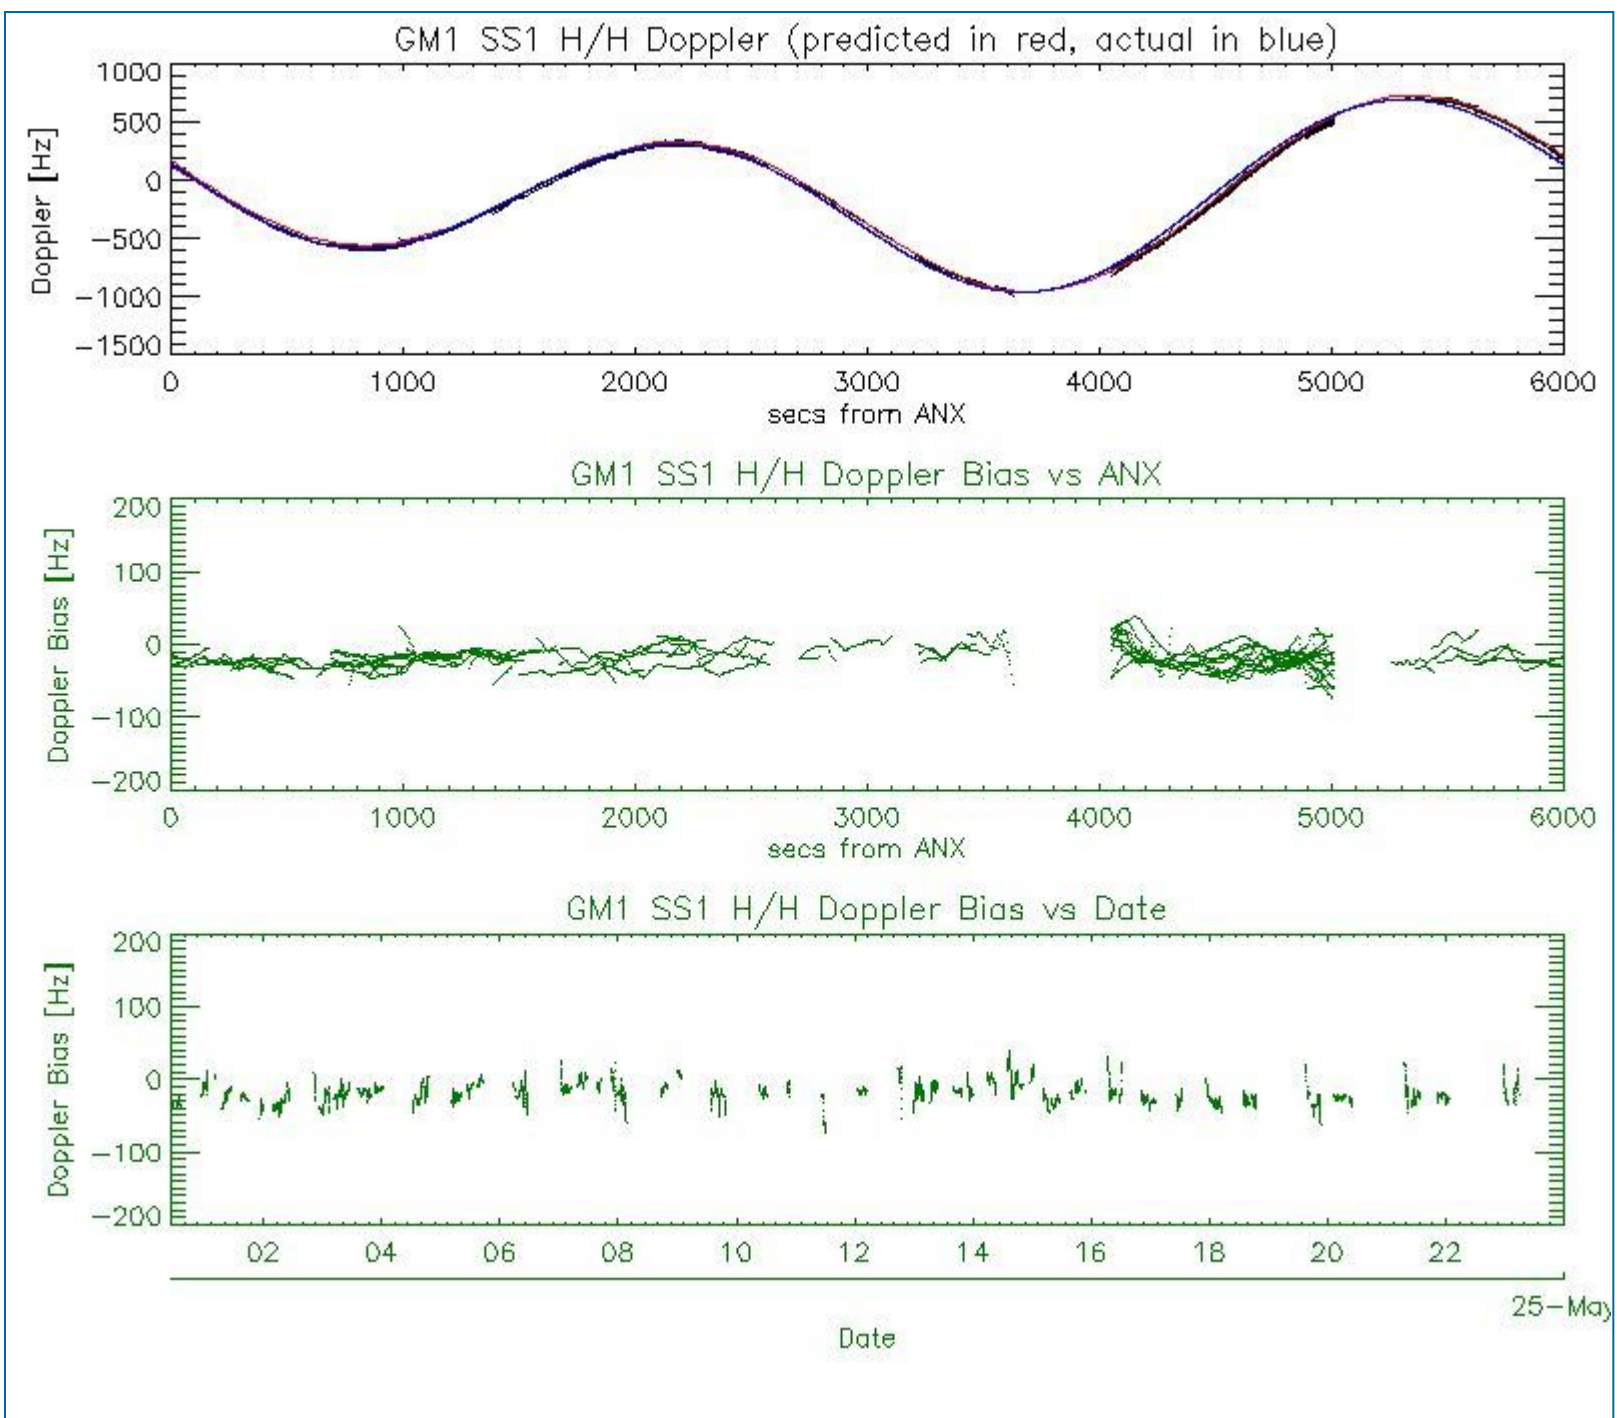 GM1 SS1 H/H Doppler (predicted in red, actual in blue)
Doppler [Hz]
1000
500
0
-500
-1000
-1500
0 1000 2000 3000 4000 5000 6000
secs from ANX
GM1 SS1 H/H Doppler Bias vs ANX
Doppler Bias [Hz]
200
100
0
-100
-200
0 1000 2000 3000 4000 5000 6000
secs from ANX
GM1 SS1 H/H Doppler Bias vs Date
Doppler Bias [Hz]
200
100
0
-100
-200
02 04 06 08 10 12 14 16 18 20 22
25-May
Date